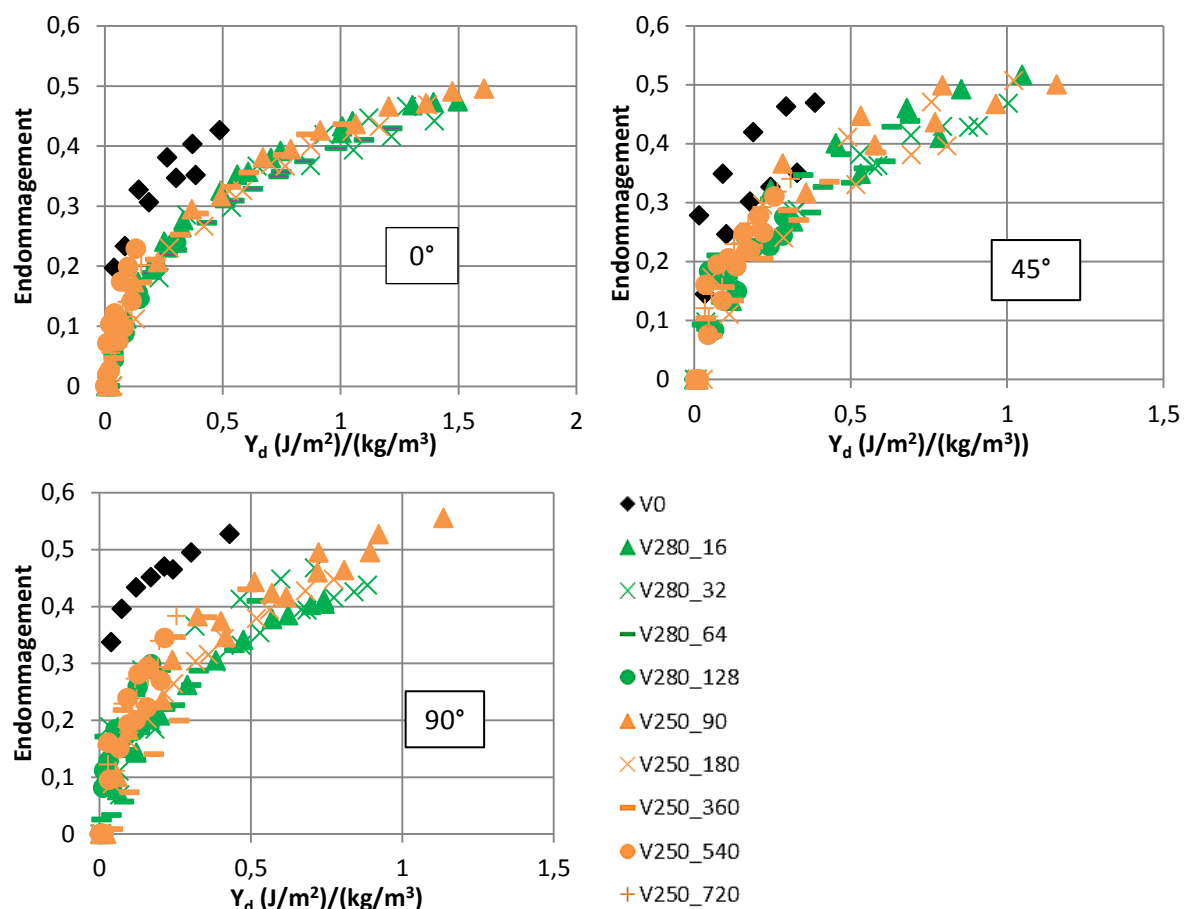 0,6
0,5
0,4
0,3
0,2
0,1
0
Endommagement
0°
0
0,5
1
1,5
2
Y_d (J/m²)/(kg/m³)
0,6
0,5
0,4
0,3
0,2
0,1
0
Endommagement
45°
0
0,5
1
1,5
Y_d (J/m²)/(kg/m³))
0,6
0,5
0,4
0,3
0,2
0,1
0
Endommagement
90°
0
0,5
1
1,5
Y_d (J/m²)/(kg/m³)
V0
V280_16
V280_32
V280_64
V280_128
V250_90
V250_180
V250_360
V250_540
V250_720